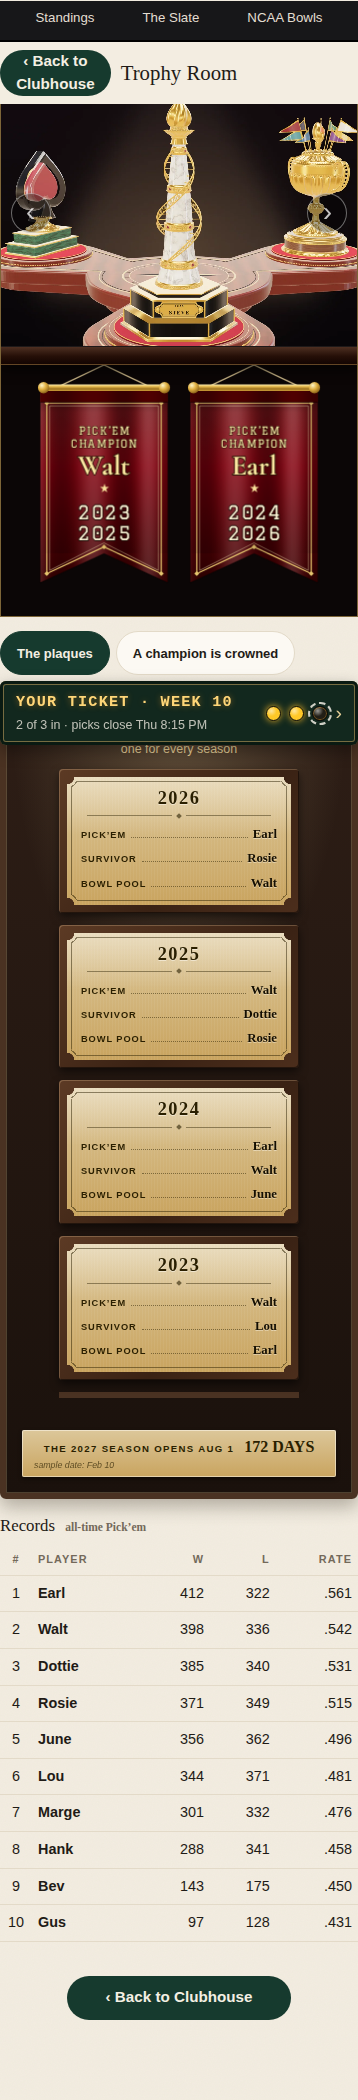 Standings The Slate NCAA Bowls
‹ Back to
Clubhouse
Trophy Room
‹ ›
PICK'EM
CHAMPION
Walt
2023
2025
PICK'EM
CHAMPION
Earl
2024
2026
The plaques
A champion is crowned
YOUR TICKET · WEEK 10
2 of 3 in · picks close Thu 8:15 PM ›
one for every season
2026
PICK'EM Earl
SURVIVOR Rosie
BOWL POOL Walt
2025
PICK'EM Walt
SURVIVOR Dottie
BOWL POOL Rosie
2024
PICK'EM Earl
SURVIVOR Walt
BOWL POOL June
2023
PICK'EM Walt
SURVIVOR Lou
BOWL POOL Earl
THE 2027 SEASON OPENS AUG 1 172 DAYS
sample date: Feb 10
Records all-time Pick'em
# PLAYER W L RATE
1 Earl 412 322 .561
2 Walt 398 336 .542
3 Dottie 385 340 .531
4 Rosie 371 349 .515
5 June 356 362 .496
6 Lou 344 371 .481
7 Marge 301 332 .476
8 Hank 288 341 .458
9 Bev 143 175 .450
10 Gus 97 128 .431
‹ Back to Clubhouse